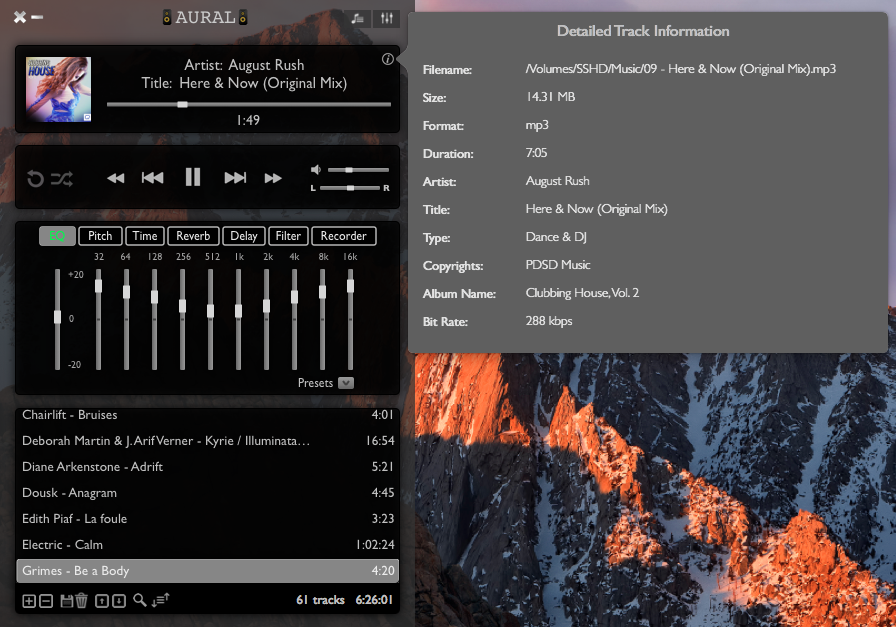 AURAL
Artist: August Rush
Title: Here & Now (Original Mix)
1:49
L R
EQ Pitch Time Reverb Delay Filter Recorder
32 64 128 256 512 1k 2k 4k 8k 16k
+20
0
-20
Presets
Chairlift - Bruises 4:01
Deborah Martin & J.ArifVerner - Kyrie / Illuminata… 16:54
Diane Arkenstone - Adrift 5:21
Dousk - Anagram 4:45
Edith Piaf - La foule 3:23
Electric - Calm 1:02:24
Grimes - Be a Body 4:20
61 tracks 6:26:01
Detailed Track Information
Filename: /Volumes/SSHD/Music/09 - Here & Now (Original Mix).mp3
Size: 14.31 MB
Format: mp3
Duration: 7:05
Artist: August Rush
Title: Here & Now (Original Mix)
Type: Dance & DJ
Copyrights: PDSD Music
Album Name: Clubbing House, Vol. 2
Bit Rate: 288 kbps